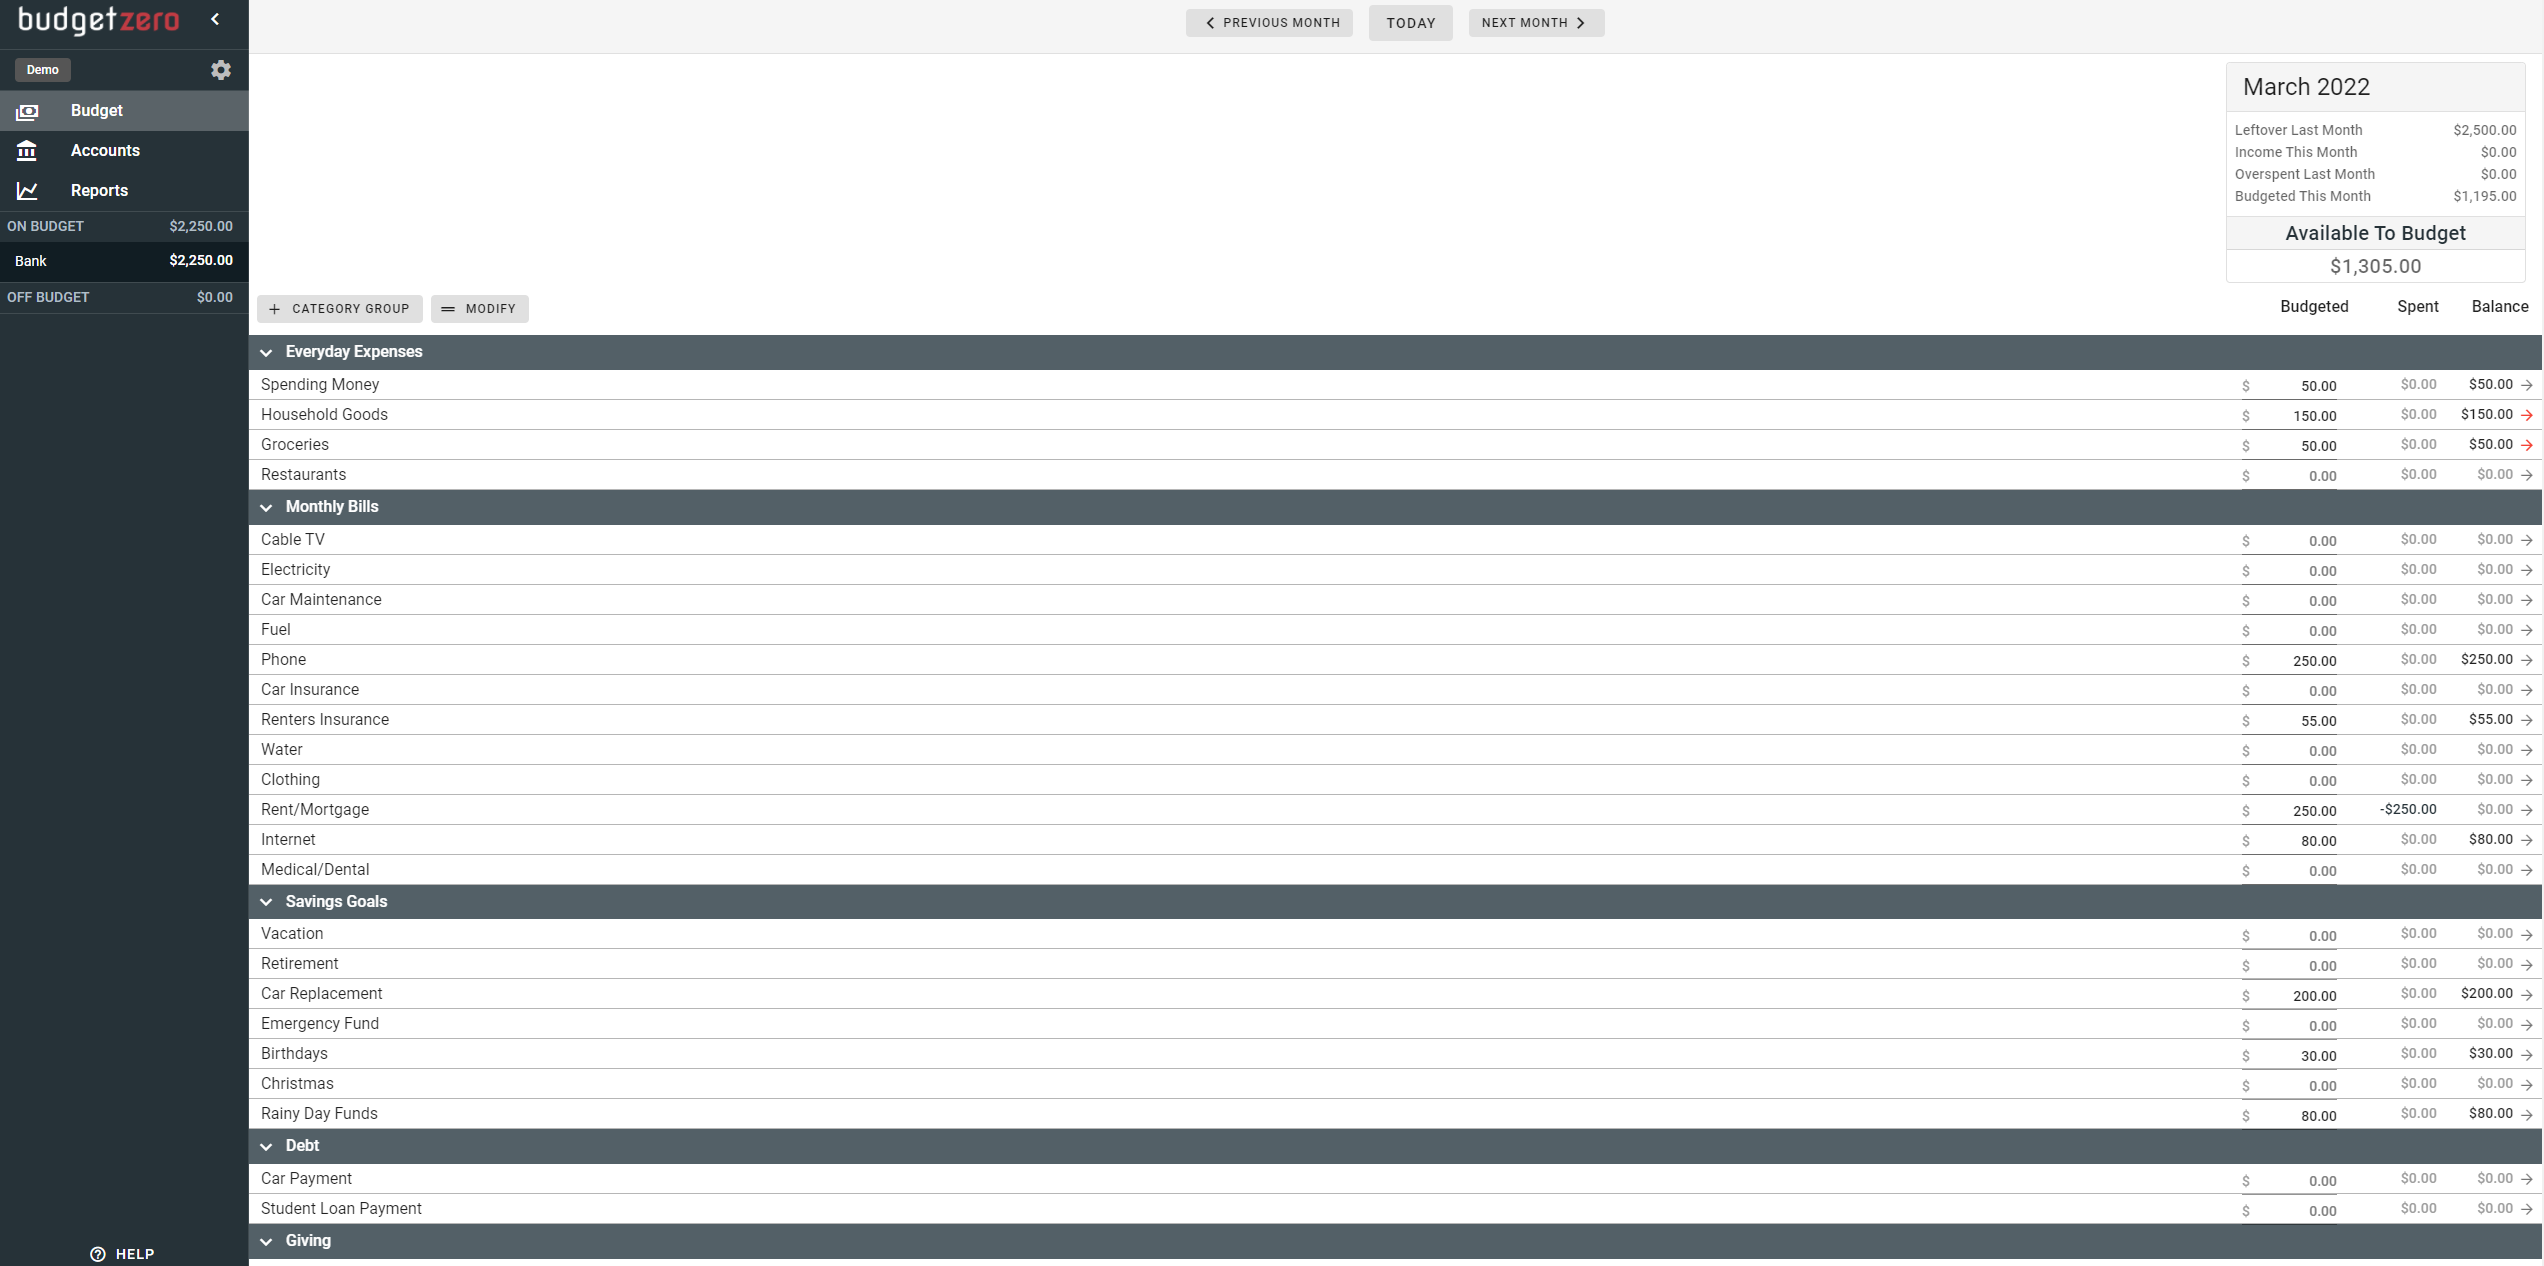 budgetzero
PREVIOUS MONTH TODAY NEXT MONTH
Demo
Budget
Accounts
Reports
ON BUDGET $2,250.00
Bank $2,250.00
OFF BUDGET $0.00
HELP
March 2022
Leftover Last Month $2,500.00
Income This Month $0.00
Overspent Last Month $0.00
Budgeted This Month $1,195.00
Available To Budget
$1,305.00
+ CATEGORY GROUP = MODIFY Budgeted Spent Balance
Everyday Expenses
Spending Money $ 50.00 $0.00 $50.00
Household Goods $ 150.00 $0.00 $150.00
Groceries $ 50.00 $0.00 $50.00
Restaurants $ 0.00 $0.00 $0.00
Monthly Bills
Cable TV $ 0.00 $0.00 $0.00
Electricity $ 0.00 $0.00 $0.00
Car Maintenance $ 0.00 $0.00 $0.00
Fuel $ 0.00 $0.00 $0.00
Phone $ 250.00 $0.00 $250.00
Car Insurance $ 0.00 $0.00 $0.00
Renters Insurance $ 55.00 $0.00 $55.00
Water $ 0.00 $0.00 $0.00
Clothing $ 0.00 $0.00 $0.00
Rent/Mortgage $ 250.00 -$250.00 $0.00
Internet $ 80.00 $0.00 $80.00
Medical/Dental $ 0.00 $0.00 $0.00
Savings Goals
Vacation $ 0.00 $0.00 $0.00
Retirement $ 0.00 $0.00 $0.00
Car Replacement $ 200.00 $0.00 $200.00
Emergency Fund $ 0.00 $0.00 $0.00
Birthdays $ 30.00 $0.00 $30.00
Christmas $ 0.00 $0.00 $0.00
Rainy Day Funds $ 80.00 $0.00 $80.00
Debt
Car Payment $ 0.00 $0.00 $0.00
Student Loan Payment $ 0.00 $0.00 $0.00
Giving